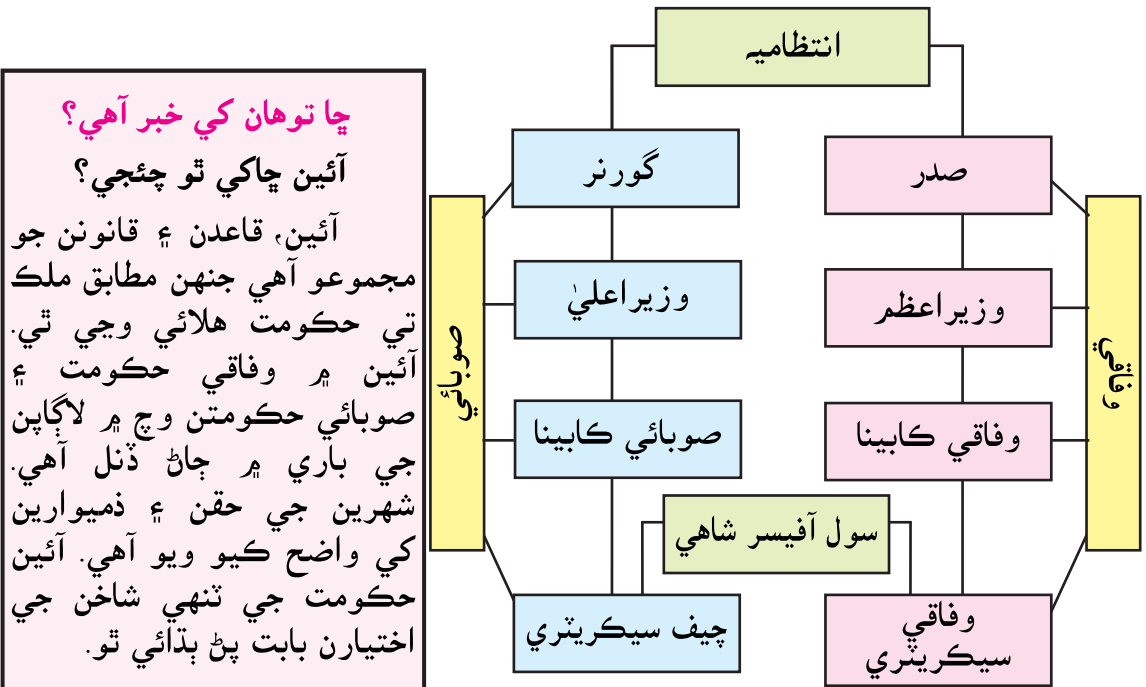 انتظاميہ
صدر
وزيراعظم
وفاقي ڪابينا
وفاقي
سيڪريٽري
وفاقي
گورنر
وزيراعليٰ
صوبائي ڪابينا
سول آفيسر شاهي
چيف سيڪريٽري
صوبائي
ڇا توهان کي خبر آهي؟
آئين ڇاکي ٿو چئجي؟
آئين، قاعدن ۽ قانونن جو
مجموعو آهي جنهن مطابق ملڪ
تي حڪومت هلائي وڃي ٿي.
آئين ۾ وفاقي حڪومت ۽
صوبائي حڪومتن وچ ۾ لاڳاپن
جي باري ۾ ڄاڻ ڏنل آهي.
شهرين جي حقن ۽ ذميوارين
کي واضح ڪيو ويو آهي. آئين
حڪومت جي ٽنهي شاخن جي
اختيارن بابت پڻ ٻڌائي ٿو.